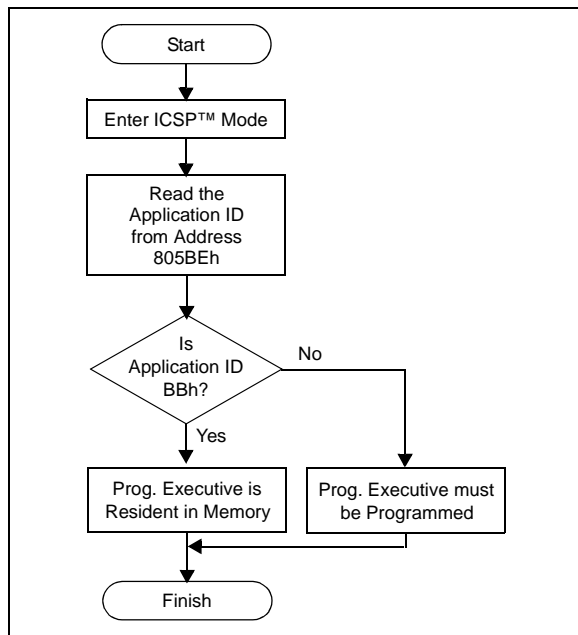 Start
Enter ICSP™ Mode
Read the
Application ID
from Address
805BEh
Is
Application ID
BBh?
No
Yes
Prog. Executive is
Resident in Memory
Prog. Executive must
be Programmed
Finish